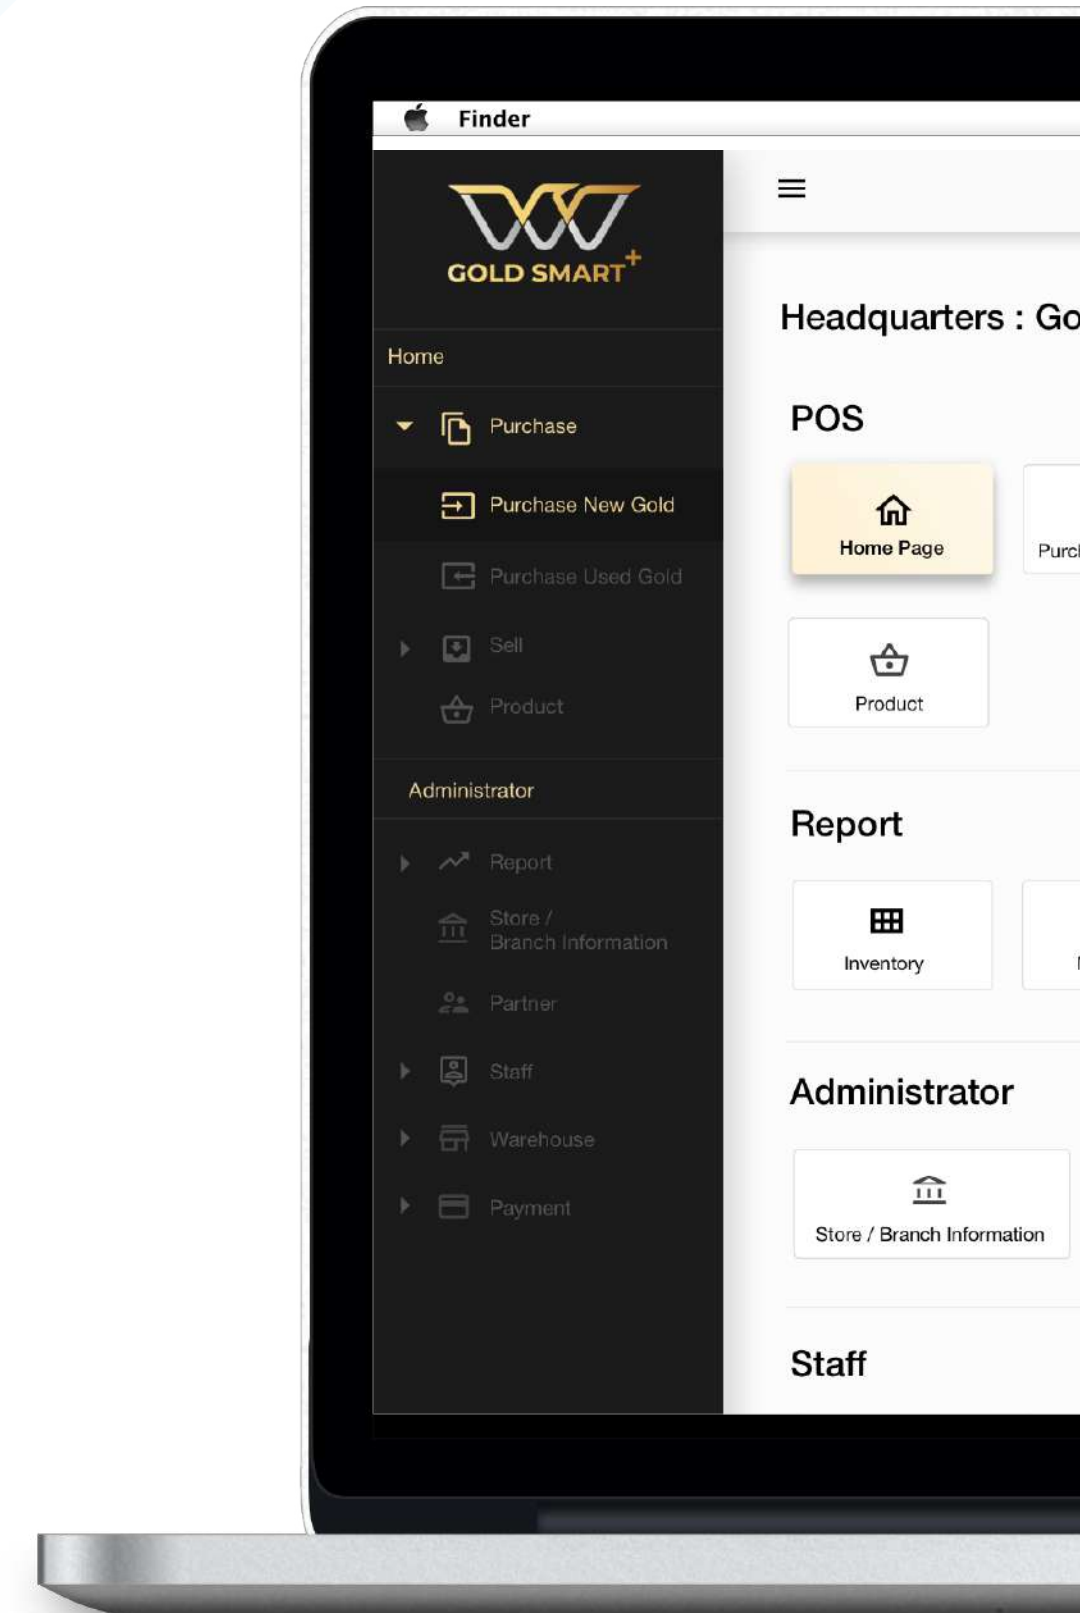 Finder
GOLD SMART+
Home
Purchase
Purchase New Gold
Purchase Used Gold
Sell
Product
Administrator
Report
Store /
Branch Information
Partner
Staff
Warehouse
Payment
Headquarters : Go
POS
Home Page
Purc
Product
Report
Inventory
Administrator
Store / Branch Information
Staff